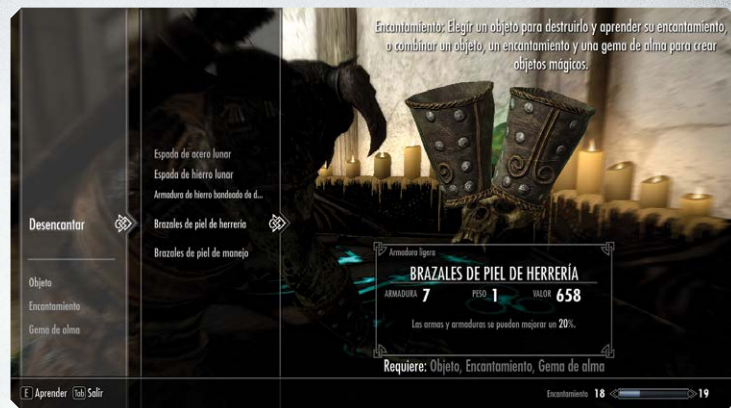 Encantamiento: Elegir un objeto para destruirlo y aprender su encantamiento,
o combinar un objeto, un encantamiento y una gema de alma para crear
objetos mágicos.
Espada de acero lunar
Espada de hierro lunar
Armadura de hierro bandeado de d...
Desencantar
Brazales de piel de herrería
Brazales de piel de manejo
Objeto
Encantamiento
Gema de alma
Armadura ligera
BRAZALES DE PIEL DE HERRERÍA
ARMADURA 7 PESO 1 VALOR 658
Las armas y armaduras se pueden mejorar un 20%.
Requiere: Objeto, Encantamiento, Gema de alma
E Aprender Tab Salir
Encantamiento 18 19